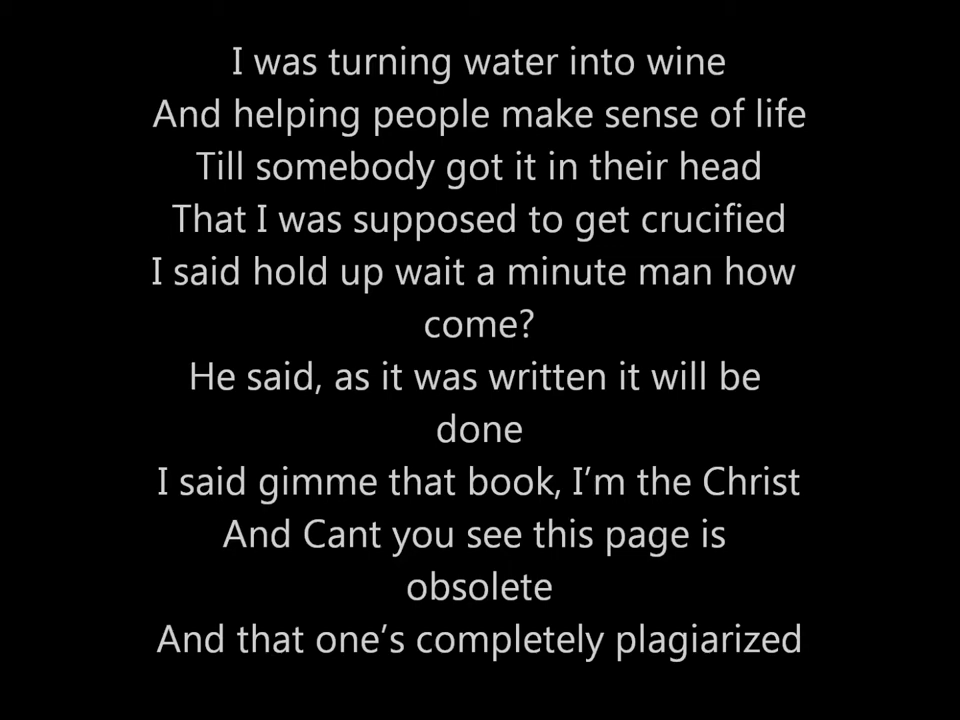 I was turning water into wine
And helping people make sense of life
Till somebody got it in their head
That I was supposed to get crucified
I said hold up wait a minute man how
come?
He said, as it was written it will be
done
I said gimme that book, I’m the Christ
And Cant you see this page is
obsolete
And that one’s completely plagiarized